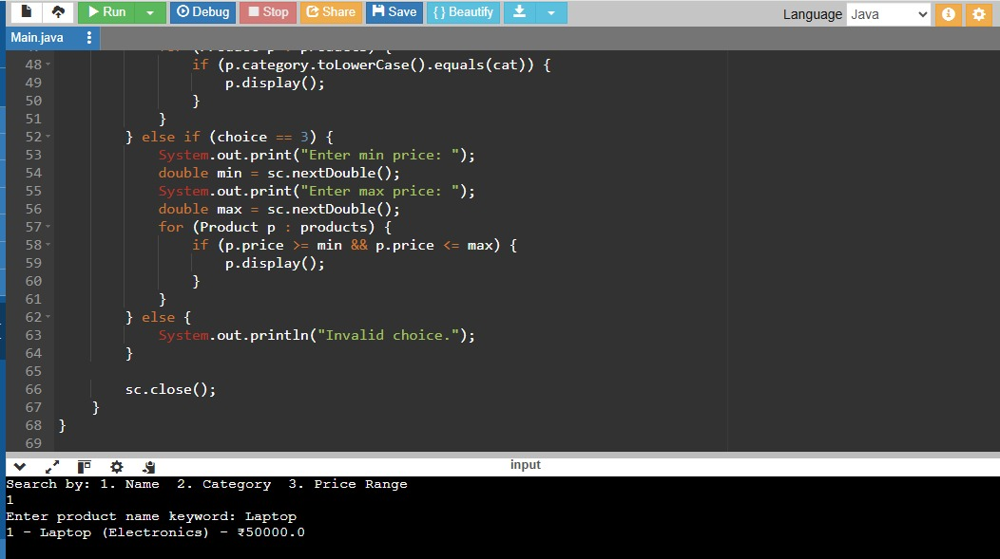 Run Debug Stop Share Save { } Beautify Language Java
Main.java
48 if (p.category.toLowerCase().equals(cat)) {
49 p.display();
50 }
51 }
52 } else if (choice == 3) {
53 System.out.print("Enter min price: ");
54 double min = sc.nextDouble();
55 System.out.print("Enter max price: ");
56 double max = sc.nextDouble();
57 for (Product p : products) {
58 if (p.price >= min && p.price <= max) {
59 p.display();
60 }
61 }
62 } else {
63 System.out.println("Invalid choice.");
64 }
65
66 sc.close();
67 }
68 }
69
input
Search by: 1. Name  2. Category  3. Price Range
1
Enter product name keyword: Laptop
1 - Laptop (Electronics) - ₹50000.0